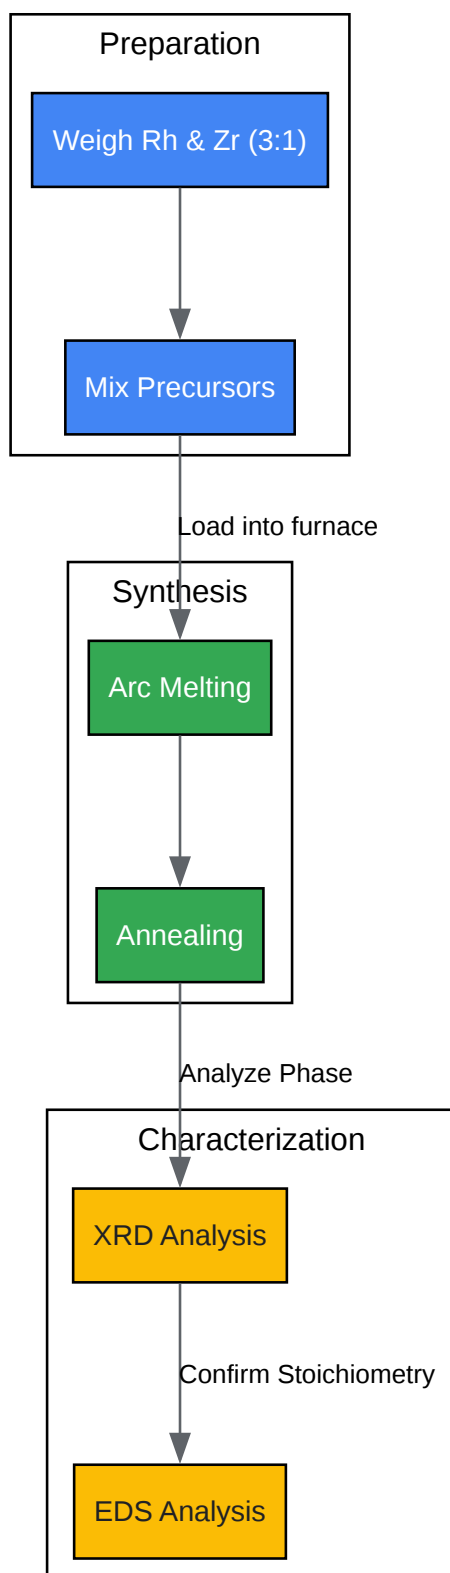 Preparation
Weigh Rh & Zr (3:1)
Mix Precursors
Load into furnace
Synthesis
Arc Melting
Annealing
Analyze Phase
Characterization
XRD Analysis
Confirm Stoichiometry
EDS Analysis